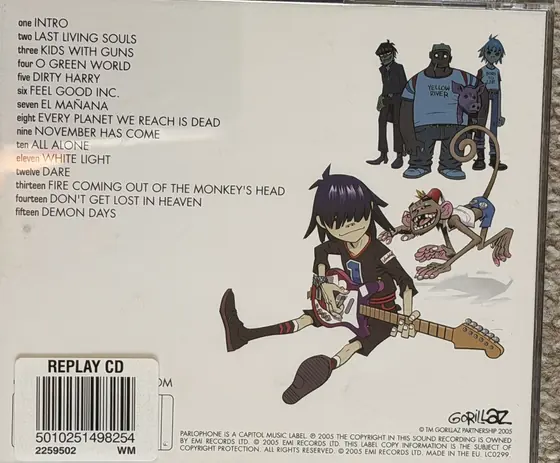 one INTRO
two LAST LIVING SOULS
three KIDS WITH GUNS
four O GREEN WORLD
five DIRTY HARRY
six FEEL GOOD INC.
seven EL MAÑANA
eight EVERY PLANET WE REACH IS DEAD
nine NOVEMBER HAS COME
ten ALL ALONE
eleven WHITE LIGHT
twelve DARE
thirteen FIRE COMING OUT OF THE MONKEY'S HEAD
fourteen DON'T GET LOST IN HEAVEN
fifteen DEMON DAYS
YELLOW
RIVER
1
REPLAY CD
5010251498254
2259502 WM
OM
GORILLAZ
© TM GORILLAZ PARTNERSHIP 2005
PARLOPHONE IS A CAPITOL MUSIC LABEL. ℗ 2005 THE COPYRIGHT IN THIS SOUND RECORDING IS OWNED
BY EMI RECORDS LTD. © 2005 EMI RECORDS LTD. THIS LABEL COPY INFORMATION IS THE SUBJECT OF
COPYRIGHT PROTECTION. ALL RIGHTS RESERVED. © 2005 EMI RECORDS LTD. MADE IN THE EU. LC0299.